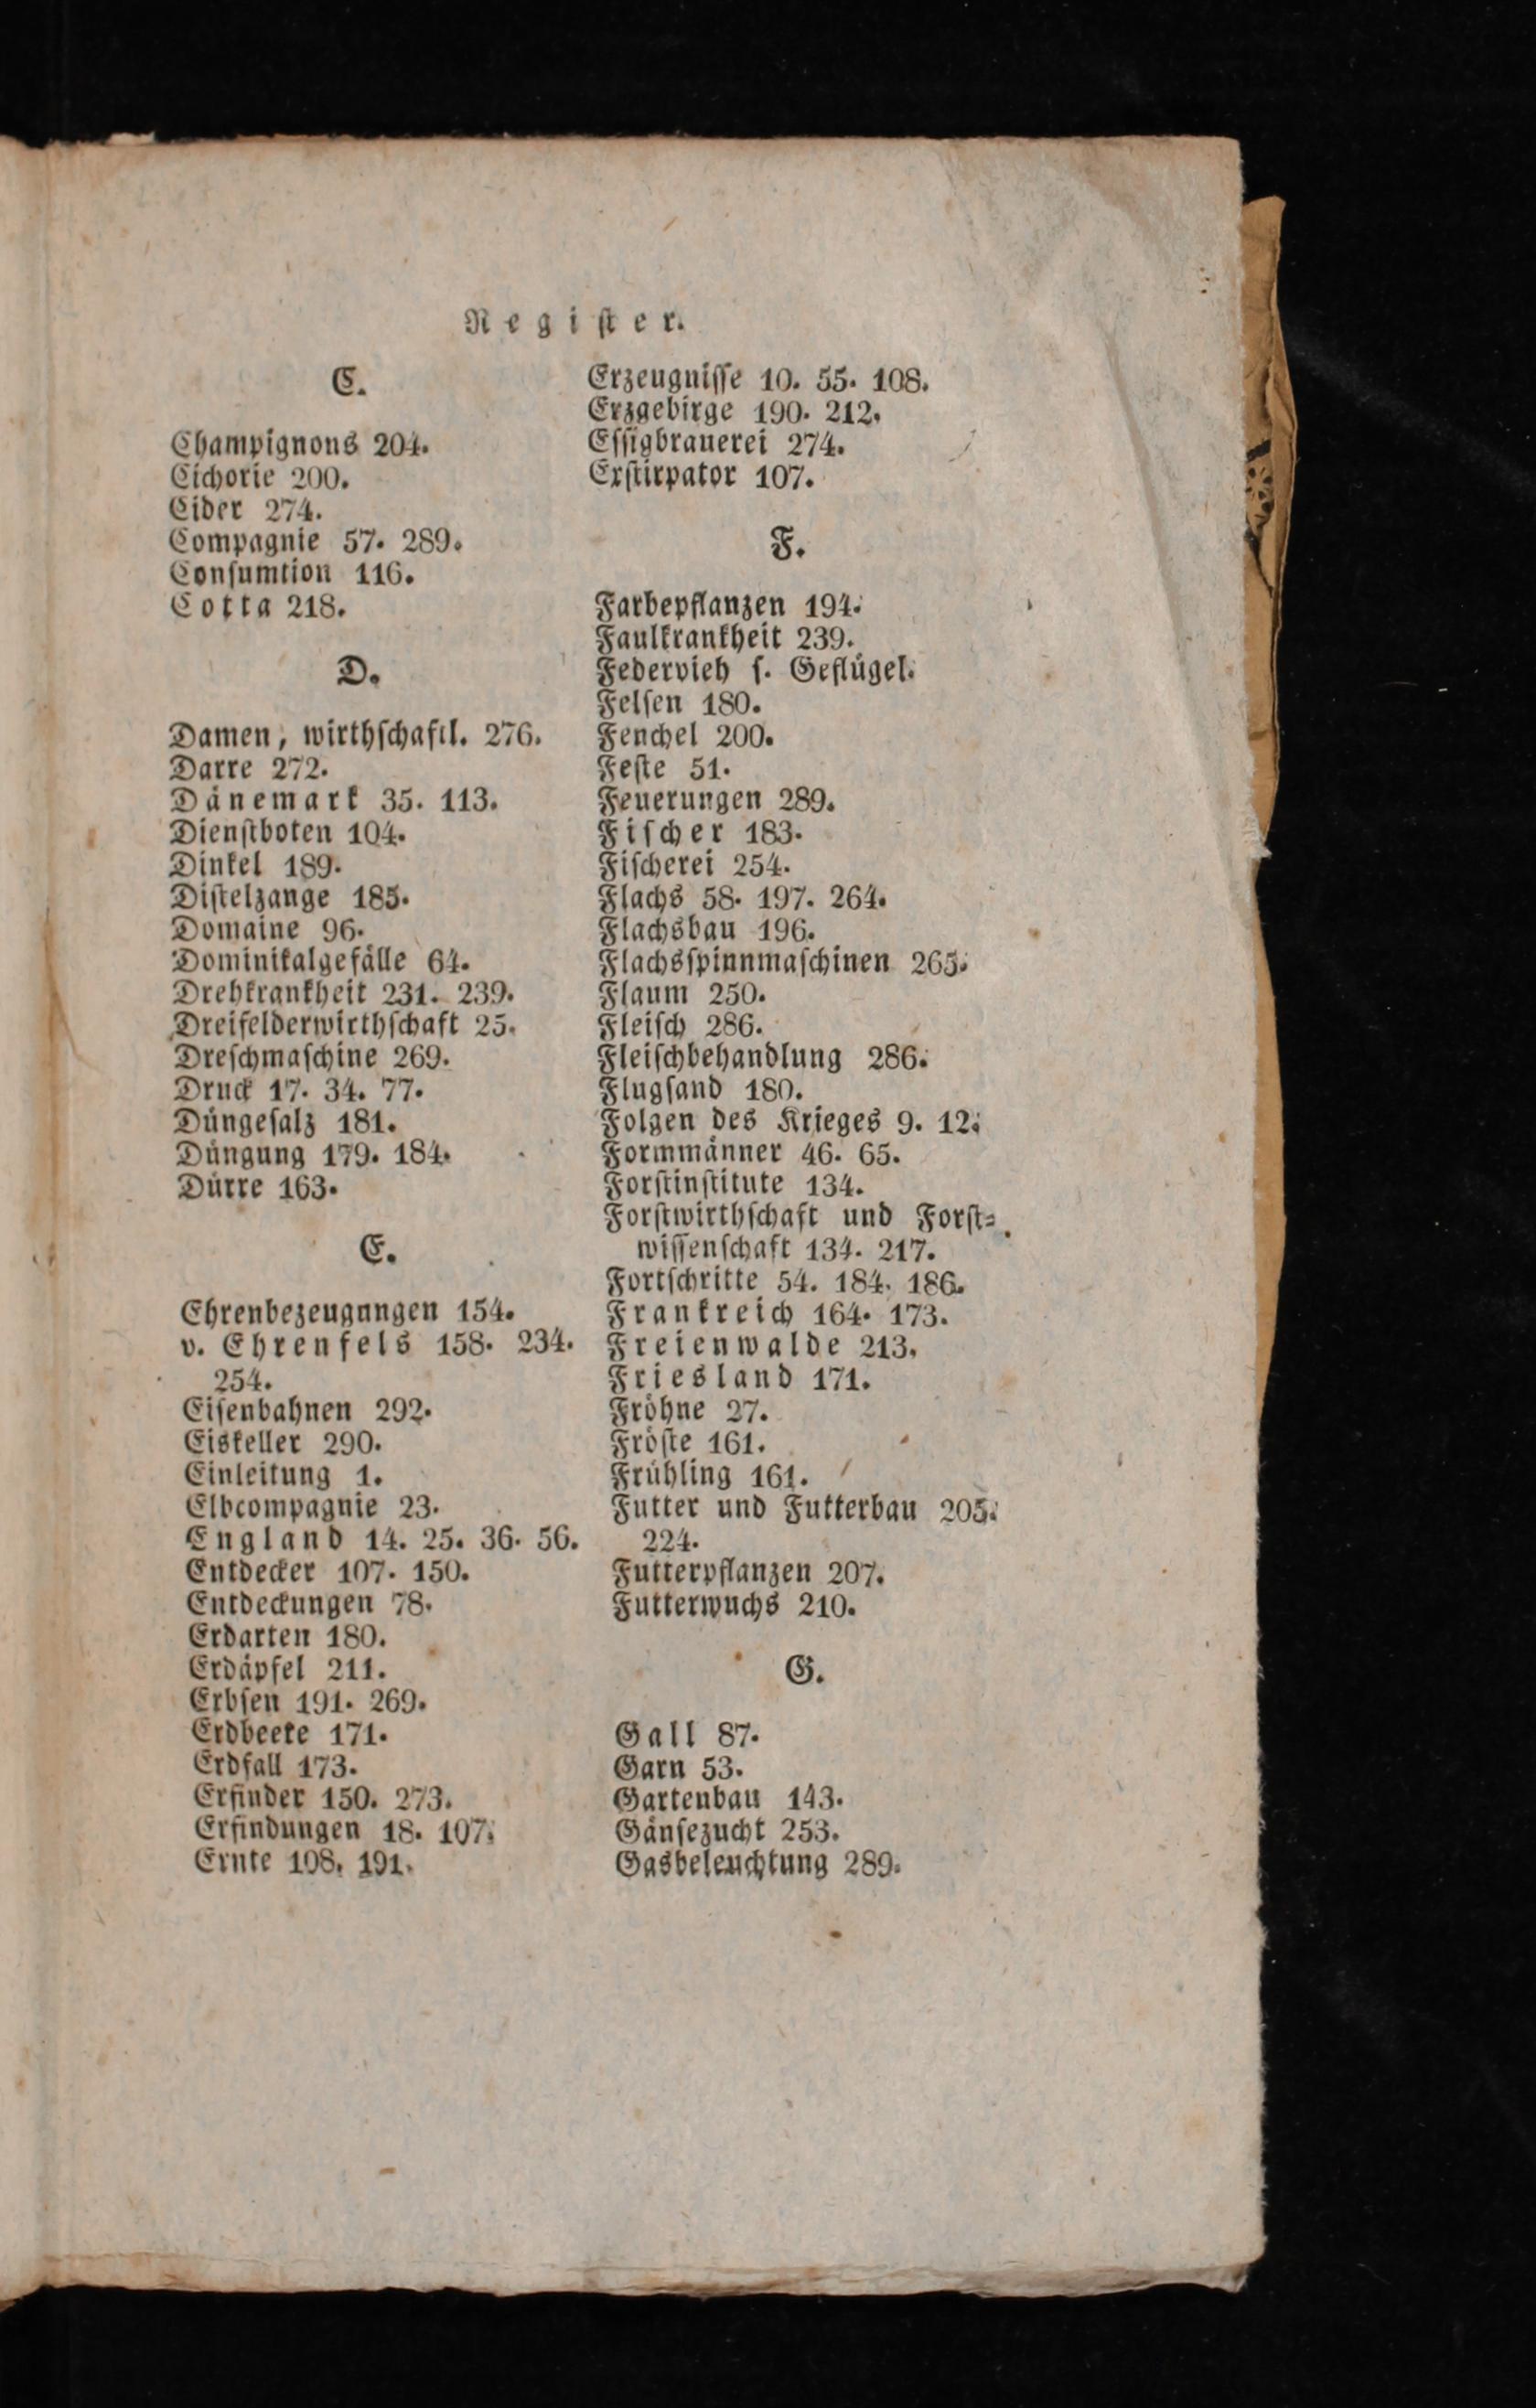 Regiſter.
C.
Champignons 204.
Cichorie 200.
Cider 274.
Compagnie 57. 289.
Conſumtion 116.
Cotta 218.
D.
Damen, wirthſchaftl. 276.
Darre 272.
Dänemark 35. 113.
Dienſtboten 104.
Dinkel 189.
Diſtelzange 185.
Domaine 96.
Dominikalgefälle 64.
Drehkrankheit 231. 239.
Dreifelderwirthſchaft 25.
Dreſchmaſchine 269.
Druck 17. 34. 77.
Düngeſalz 181.
Düngung 179. 184.
Dürre 163.
E.
Ehrenbezeugungen 154.
v. Ehrenfels 158. 234.
254.
Eiſenbahnen 292.
Eiskeller 290.
Einleitung 1.
Elbcompagnie 23.
England 14. 25. 36. 56.
Entdecker 107. 150.
Entdeckungen 78.
Erdarten 180.
Erdäpfel 211.
Erbſen 191. 269.
Erdbeete 171.
Erdfall 173.
Erfinder 150. 273.
Erfindungen 18. 107.
Ernte 108. 191.
Erzeugniſſe 10. 55. 108.
Erzgebirge 190. 212.
Eſſigbrauerei 274.
Exſtirpator 107.
F.
Farbepflanzen 194.
Faulkrankheit 239.
Federvieh ſ. Geflügel.
Felſen 180.
Fenchel 200.
Feſte 51.
Feuerungen 289.
Fiſcher 183.
Fiſcherei 254.
Flachs 58. 197. 264.
Flachsbau 196.
Flachsſpinnmaſchinen 265.
Flaum 250.
Fleiſch 286.
Fleiſchbehandlung 286.
Flugſand 180.
Folgen des Krieges 9. 12.
Formmänner 46. 65.
Forſtinſtitute 134.
Forſtwirthſchaft und Forſt-
wiſſenſchaft 134. 217.
Fortſchritte 54. 184. 186.
Frankreich 164. 173.
Freienwalde 213.
Friesland 171.
Fröhne 27.
Fröſte 161.
Frühling 161.
Futter und Futterbau 205.
224.
Futterpflanzen 207.
Futterwuchs 210.
G.
Gall 87.
Garn 53.
Gartenbau 143.
Gänſezucht 253.
Gasbeleuchtung 289.